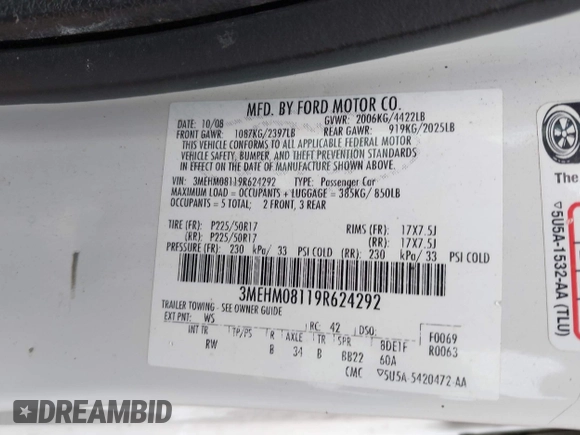 MFD. BY FORD MOTOR CO.
DATE: 10/08 GVWR: 2006KG/4422LB
FRONT GAWR: 1087KG/2397LB REAR GAWR: 919KG/2025LB
THIS VEHICLE CONFORMS TO ALL APPLICABLE FEDERAL MOTOR
VEHICLE SAFETY, BUMPER, AND THEFT PREVENTION STANDARDS
IN EFFECT ON THE DATE OF MANUFACTURE SHOWN ABOVE.
VIN: 3MEHM08119R624292 TYPE: Passenger Car
MAXIMUM LOAD = OCCUPANTS + LUGGAGE = 385KG/ 850LB
OCCUPANTS = 5 TOTAL; 2 FRONT, 3 REAR
TIRE (FR): P225/50R17 RIMS (FR): 17X7.5J
(RR): P225/50R17 (RR): 17X7.5J
PRESSURE (FR): 230 kPa/ 33 PSI COLD (RR): 230 kPa/ 33 PSI COLD
3MEHM08119R624292
TRAILER TOWING - SEE OWNER GUIDE
EXT PNT: WS RC: 42 DSO: F0069
INT TR TP/PS R AXLE TR SPR 8DE1F R0063
RW B 34 B BB22 60A
CMC ▽5U5A-5420472-AA
The
▽5U5A-1532-AA (TLU)
DREAMBID